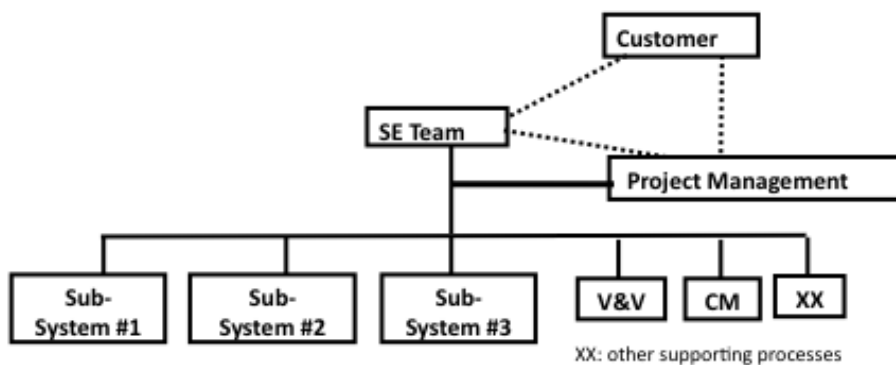 Customer
SE Team
Project Management
Sub-
System #1
Sub-
System #2
Sub-
System #3
V&V
CM
XX
XX: other supporting processes